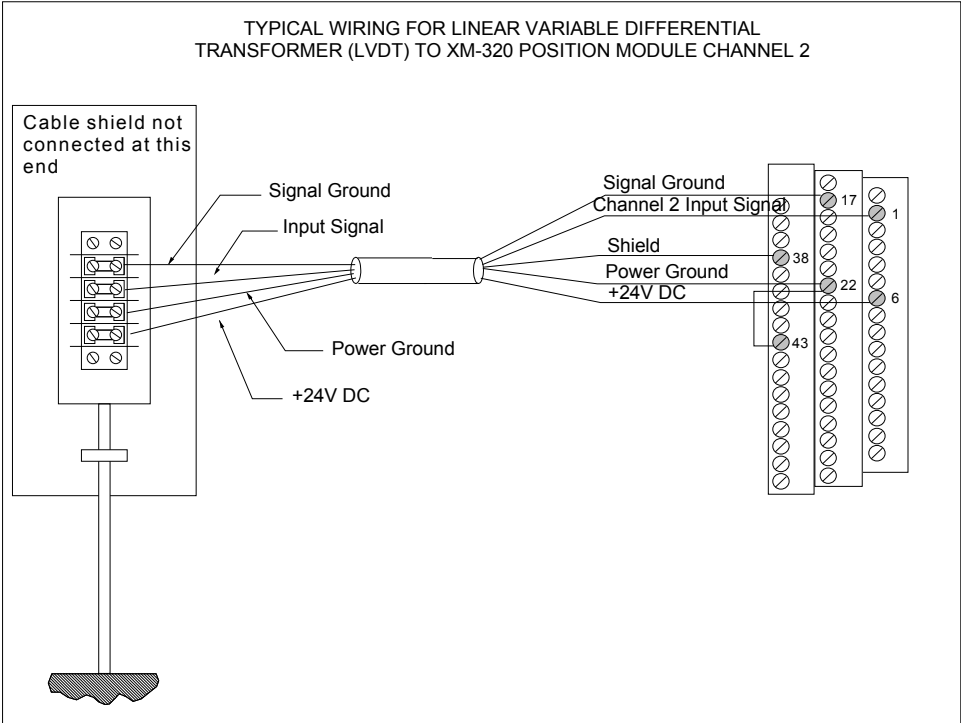 TYPICAL WIRING FOR LINEAR VARIABLE DIFFERENTIAL
TRANSFORMER (LVDT) TO XM-320 POSITION MODULE CHANNEL 2
Cable shield not
connected at this
end
Signal Ground
Input Signal
Power Ground
+24V DC
Signal Ground
Channel 2 Input Signal
Shield
Power Ground
+24V DC
17
1
38
22
6
43